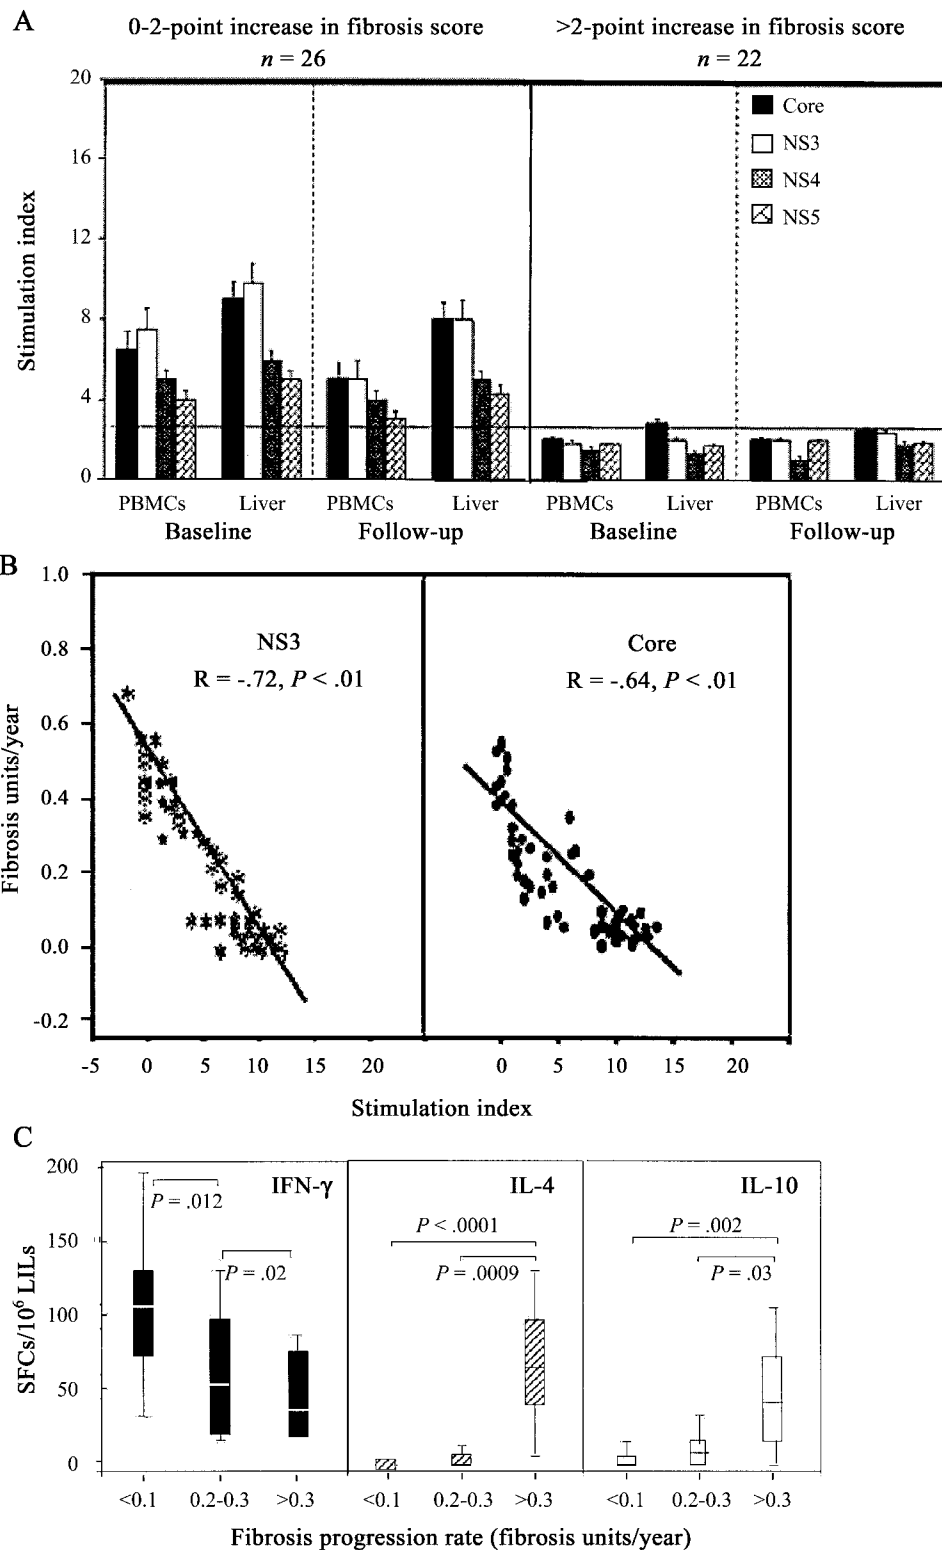 A
0-2-point increase in fibrosis score
n = 26
>2-point increase in fibrosis score
n = 22
Stimulation index
20
16
12
8
4
0
Core
NS3
NS4
NS5
PBMCs Liver PBMCs Liver PBMCs Liver PBMCs Liver
Baseline Follow-up Baseline Follow-up
B
Fibrosis units/year
1.0
0.8
0.6
0.4
0.2
0.0
-0.2
NS3
R = -.72, P < .01
Core
R = -.64, P < .01
-5 0 5 10 15 20 0 5 10 15 20
Stimulation index
C
SFCs/10⁶ LILs
200
150
100
50
0
IFN-γ
P = .012
P = .02
IL-4
P < .0001
P = .0009
IL-10
P = .002
P = .03
<0.1 0.2-0.3 >0.3 <0.1 0.2-0.3 >0.3 <0.1 0.2-0.3 >0.3
Fibrosis progression rate (fibrosis units/year)